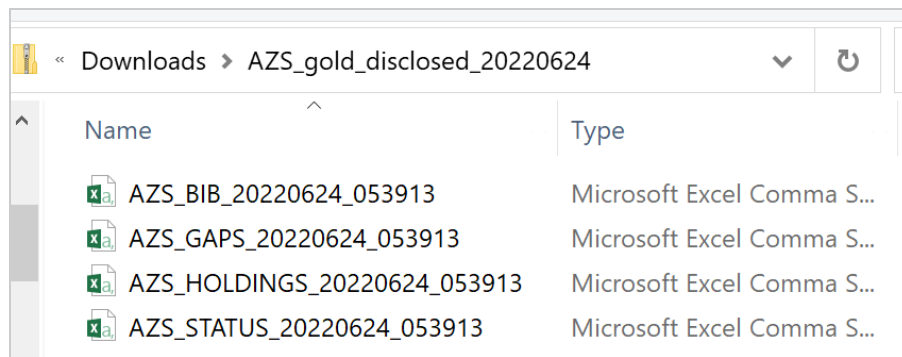 « Downloads > AZS_gold_disclosed_20220624
Name Type
AZS_BIB_20220624_053913 Microsoft Excel Comma S...
AZS_GAPS_20220624_053913 Microsoft Excel Comma S...
AZS_HOLDINGS_20220624_053913 Microsoft Excel Comma S...
AZS_STATUS_20220624_053913 Microsoft Excel Comma S...